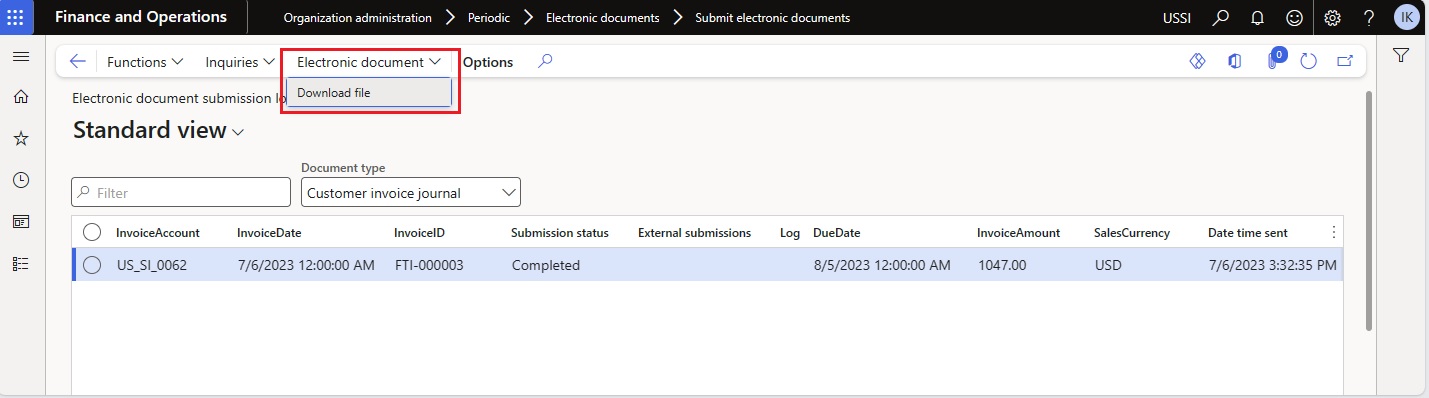 Finance and Operations Organization administration Periodic Electronic documents Submit electronic documents USSI IK
Functions Inquiries Electronic document Options 0
Download file
Electronic document submission lo
Standard view
Document type
Filter Customer invoice journal
InvoiceAccount InvoiceDate InvoiceID Submission status External submissions Log DueDate InvoiceAmount SalesCurrency Date time sent
US_SI_0062 7/6/2023 12:00:00 AM FTI-000003 Completed 8/5/2023 12:00:00 AM 1047.00 USD 7/6/2023 3:32:35 PM